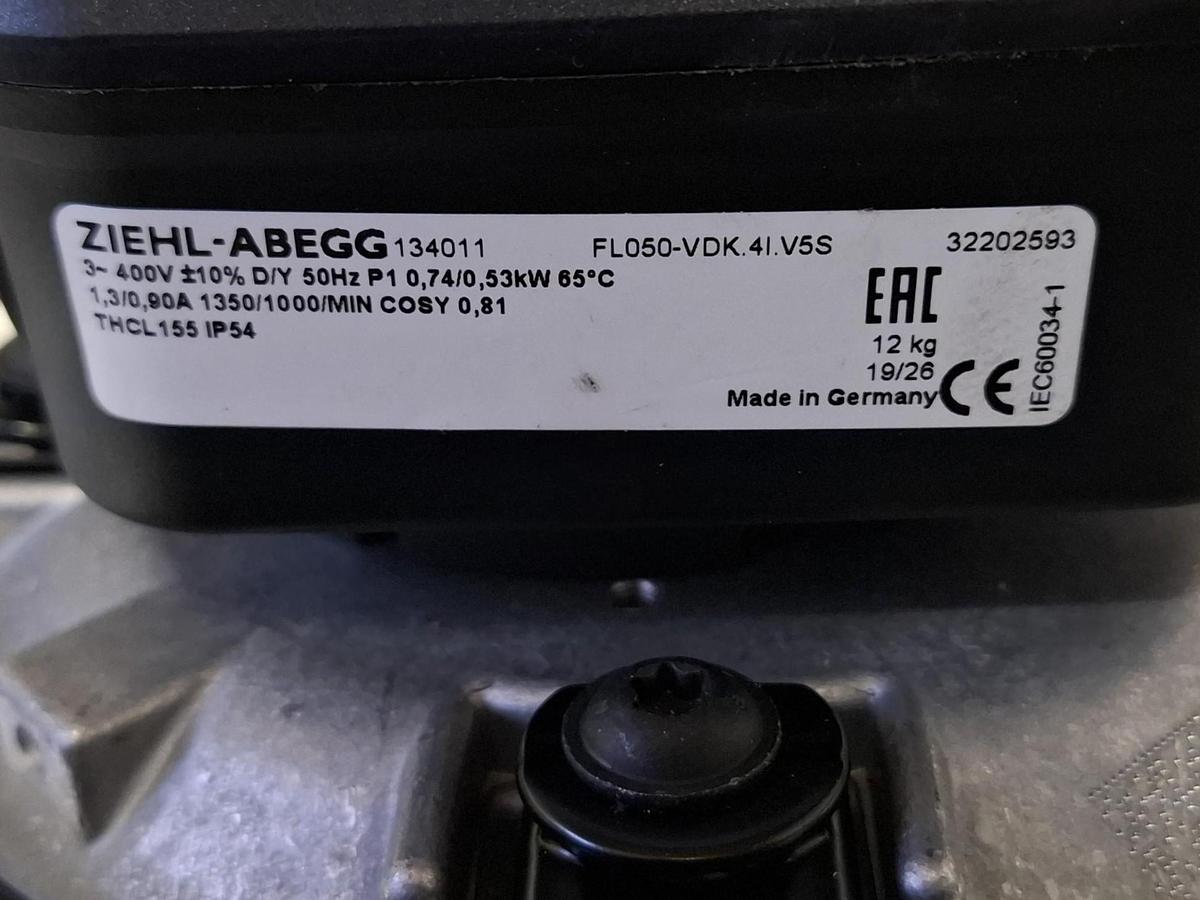 ZIEHL-ABEGG 134011 FL050-VDK.4I.V5S 32202593
3~ 400V ±10% D/Y 50Hz P1 0,74/0,53kW 65°C
1,3/0,90A 1350/1000/MIN COSY 0,81
THCL155 IP54
EAC
12 kg
19/26
Made in Germany CE
IEC60034-1